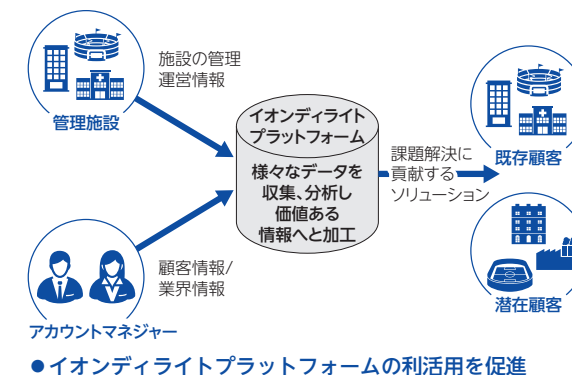 施設の管理
運営情報
管理施設
イオンディライト
プラットフォーム
様々なデータを
収集、分析し
価値ある
情報へと加工
課題解決に
貢献する
ソリューション
既存顧客
顧客情報/
業界情報
アカウントマネジャー
潜在顧客
●イオンディライトプラットフォームの利活用を促進